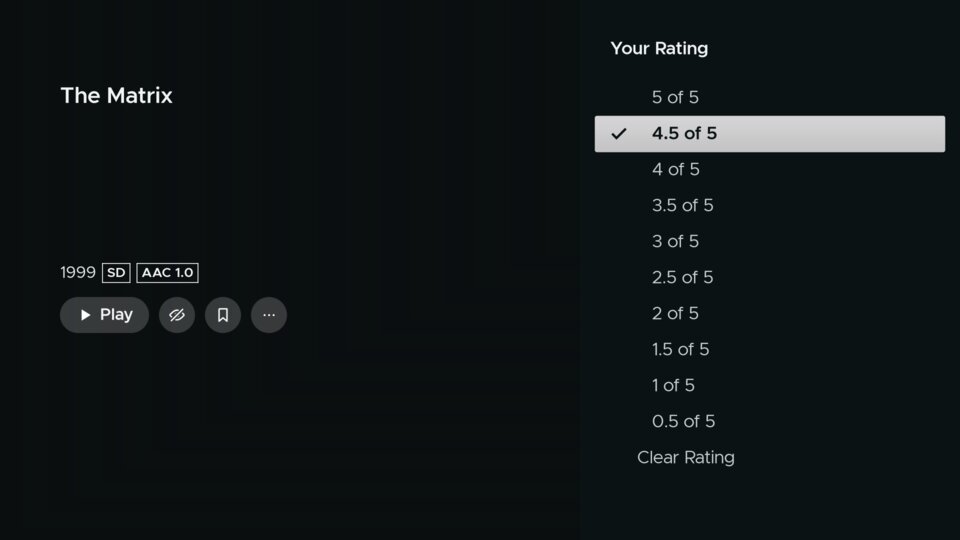 The Matrix
1999 SD AAC 1.0
Play
Your Rating
5 of 5
4.5 of 5
4 of 5
3.5 of 5
3 of 5
2.5 of 5
2 of 5
1.5 of 5
1 of 5
0.5 of 5
Clear Rating